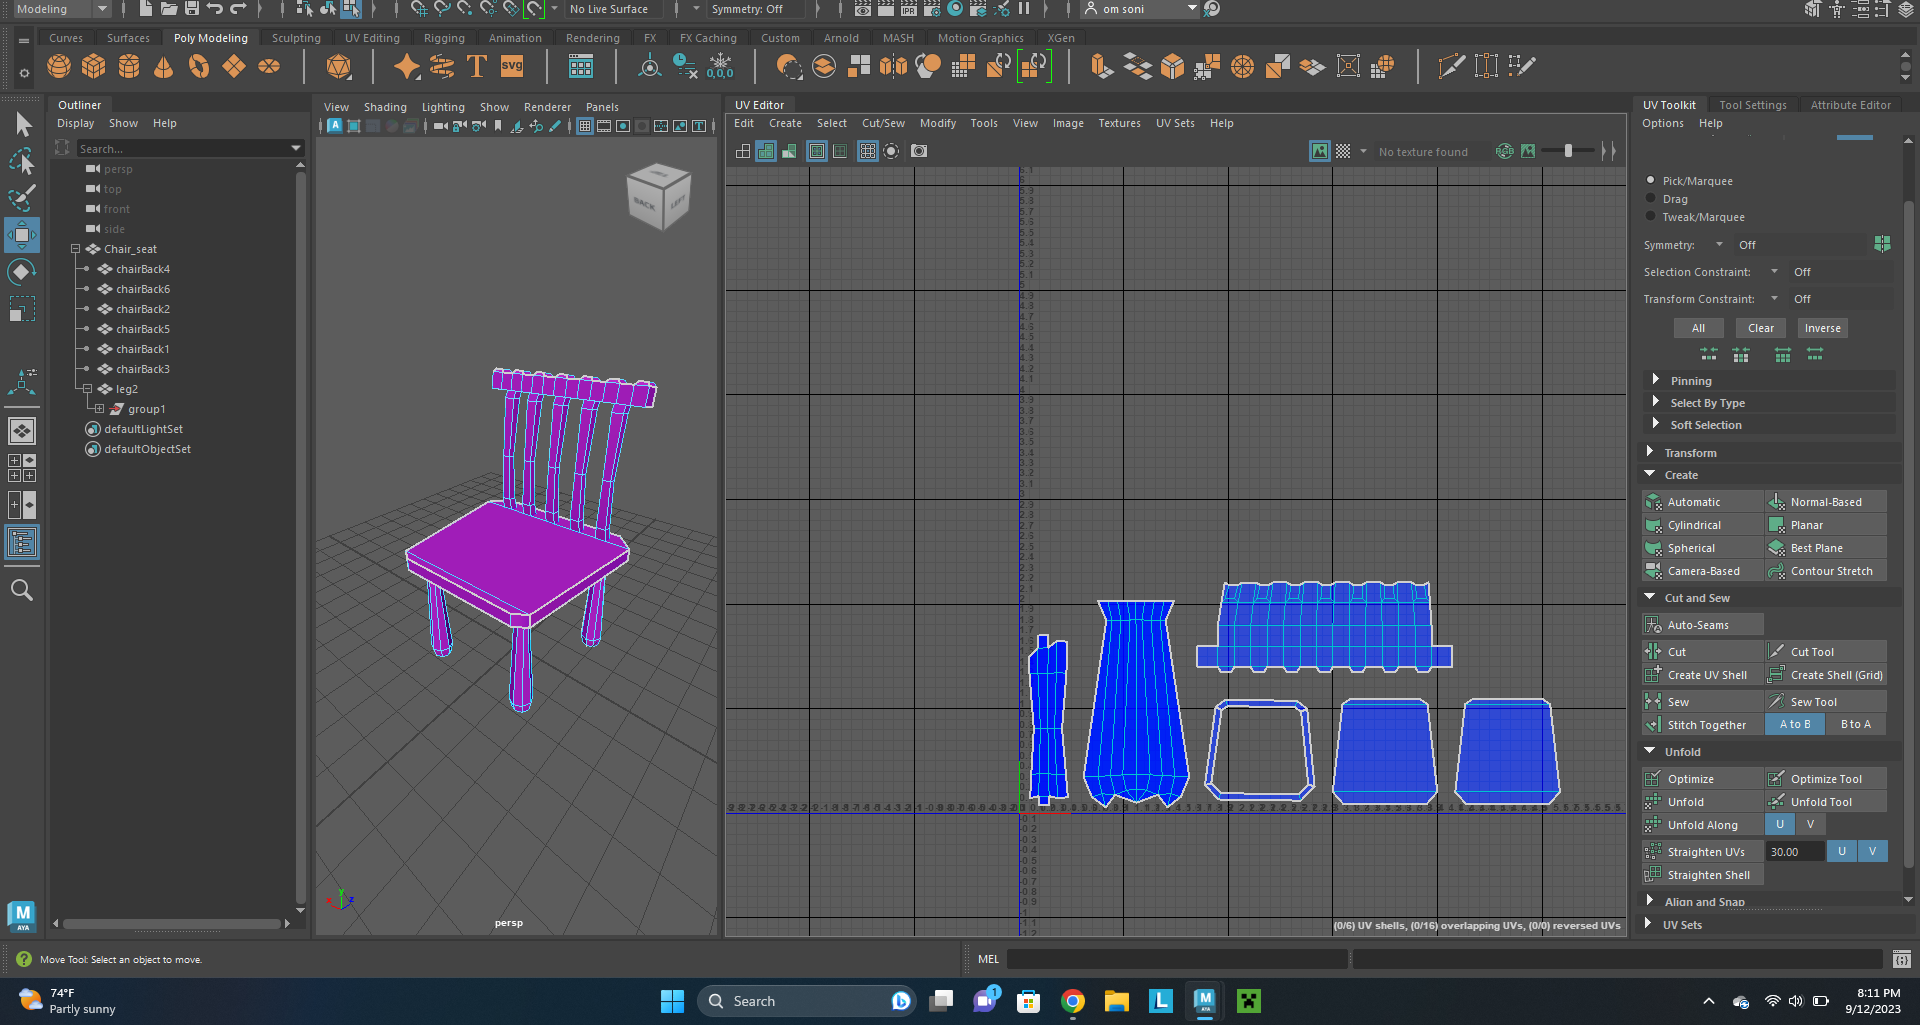 Modeling
No Live Surface
Symmetry: Off
om soni
Curves Surfaces Poly Modeling Sculpting UV Editing Rigging Animation Rendering FX FX Caching Custom Arnold MASH Motion Graphics XGen
Outliner
Display Show Help
Search...
persp
top
front
side
Chair_seat
chairBack4
chairBack6
chairBack2
chairBack5
chairBack1
chairBack3
leg2
group1
defaultLightSet
defaultObjectSet
View Shading Lighting Show Renderer Panels
BACK
LEFT
persp
UV Editor
Edit Create Select Cut/Sew Modify Tools View Image Textures UV Sets Help
No texture found
(0/6) UV shells, (0/16) overlapping UVs, (0/0) reversed UVs
UV Toolkit Tool Settings Attribute Editor
Options Help
Pick/Marquee
Drag
Tweak/Marquee
Symmetry: Off
Selection Constraint: Off
Transform Constraint: Off
All Clear Inverse
Pinning
Select By Type
Soft Selection
Transform
Create
Automatic Normal-Based
Cylindrical Planar
Spherical Best Plane
Camera-Based Contour Stretch
Cut and Sew
Auto-Seams
Cut Cut Tool
Create UV Shell Create Shell (Grid)
Sew Sew Tool
Stitch Together A to B B to A
Unfold
Optimize Optimize Tool
Unfold Unfold Tool
Unfold Along U V
Straighten UVs 30.00 U V
Straighten Shell
Align and Snap
UV Sets
Move Tool: Select an object to move.
MEL
74°F
Partly sunny
Search
8:11 PM
9/12/2023